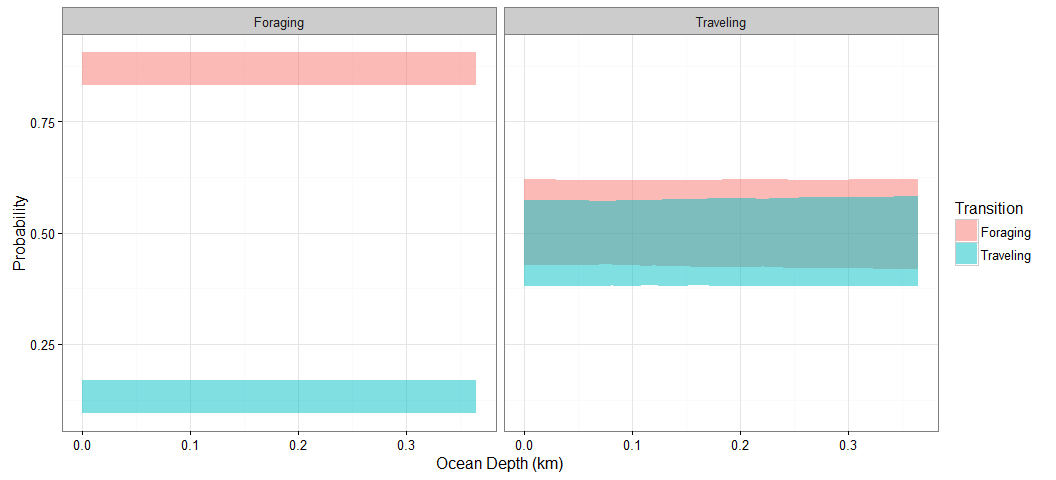 Foraging
Traveling
Probability
0.75
0.50
0.25
0.0 0.1 0.2 0.3
0.0 0.1 0.2 0.3
Ocean Depth (km)
Transition
Foraging
Traveling